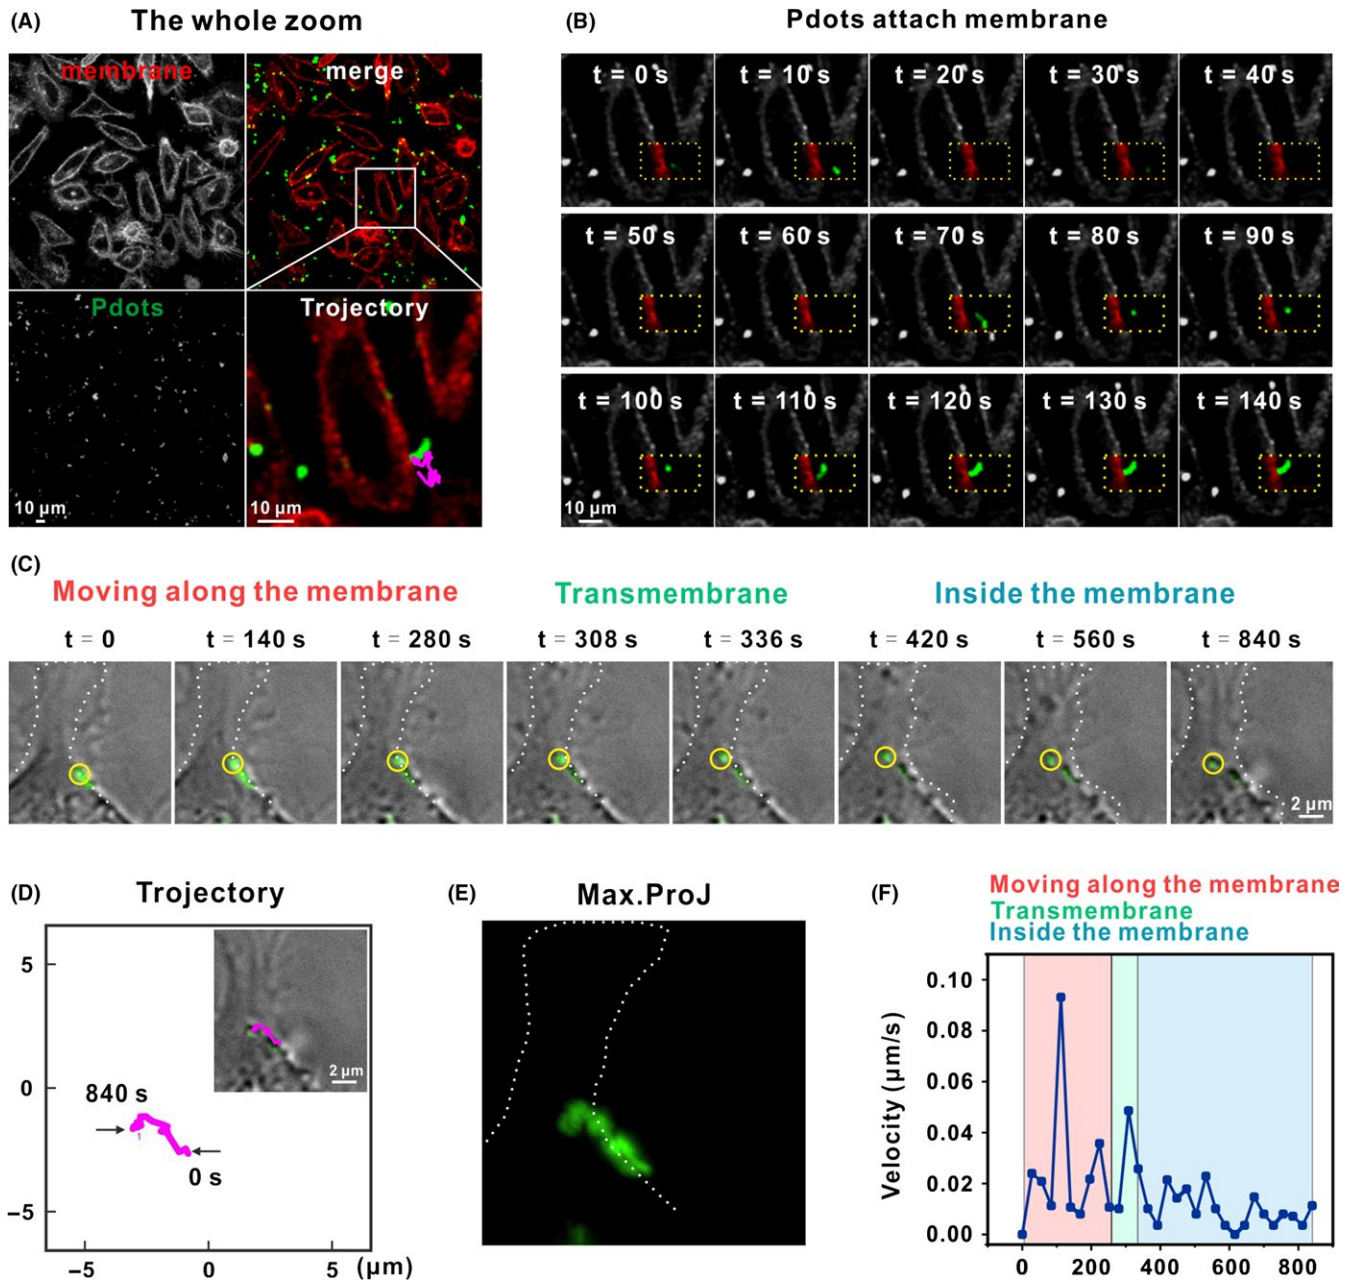 (A)
The whole zoom
membrane
merge
Pdots
Trojectory
10 µm
10 µm
(B)
Pdots attach membrane
t = 0 s
t = 10 s
t = 20 s
t = 30 s
t = 40 s
t = 50 s
t = 60 s
t = 70 s
t = 80 s
t = 90 s
t = 100 s
t = 110 s
t = 120 s
t = 130 s
t = 140 s
10 µm
(C)
Moving along the membrane
Transmembrane
Inside the membrane
t = 0
t = 140 s
t = 280 s
t = 308 s
t = 336 s
t = 420 s
t = 560 s
t = 840 s
2 µm
(D)
Trojectory
5
0
−5
840 s
1
0 s
2 µm
−5
0
5
(µm)
(E)
Max.ProJ
(F)
Moving along the membrane
Transmembrane
Inside the membrane
Velocity (µm/s)
0.10
0.08
0.06
0.04
0.02
0.00
0
200
400
600
800